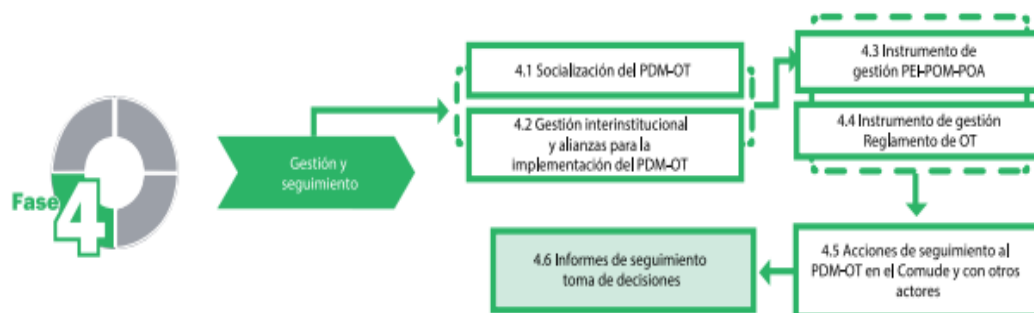 Fase 4
Gestión y
seguimiento
4.1 Socialización del PDM-OT
4.2 Gestión interinstitucional
y alianzas para la
implementación del PDM-OT
4.3 Instrumento de
gestión PEI-POM-POA
4.4 Instrumento de gestión
Reglamento de OT
4.5 Acciones de seguimiento al
PDM-OT en el Comude y con otros
actores
4.6 Informes de seguimiento
toma de decisiones